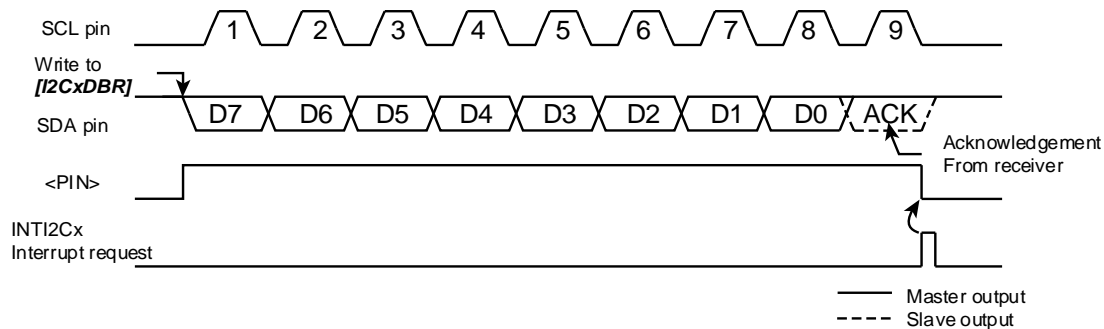 SCL pin
1 2 3 4 5 6 7 8 9
Write to
[I2CxDBR]
SDA pin
D7 D6 D5 D4 D3 D2 D1 D0 ACK
Acknowledgement
From receiver
<PIN>
INTI2Cx
Interrupt request
Master output
Slave output